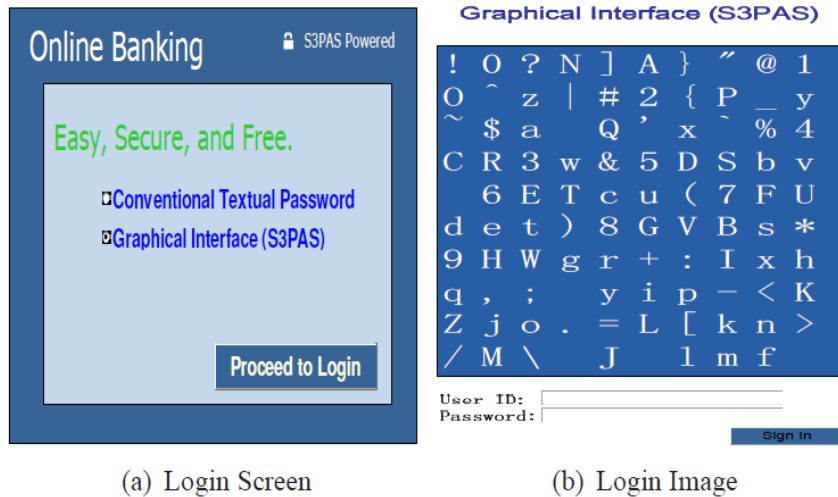 Online Banking
S3PAS Powered
Easy, Secure, and Free.
Conventional Textual Password
Graphical Interface (S3PAS)
Proceed to Login
(a) Login Screen
Graphical Interface (S3PAS)
! O ? N ] A } ″ @ 1
O ^ z | # 2 { P _ y
~ $ a Q ' x ` % 4
C R 3 w & 5 D S b v
6 E T c u ( 7 F U
d e t ) 8 G V B s *
9 H W g r + : I x h
q , ; y i p − < K
Z j o . = L [ k n >
/ M \ J l m f
User ID:
Password:
Sign In
(b) Login Image